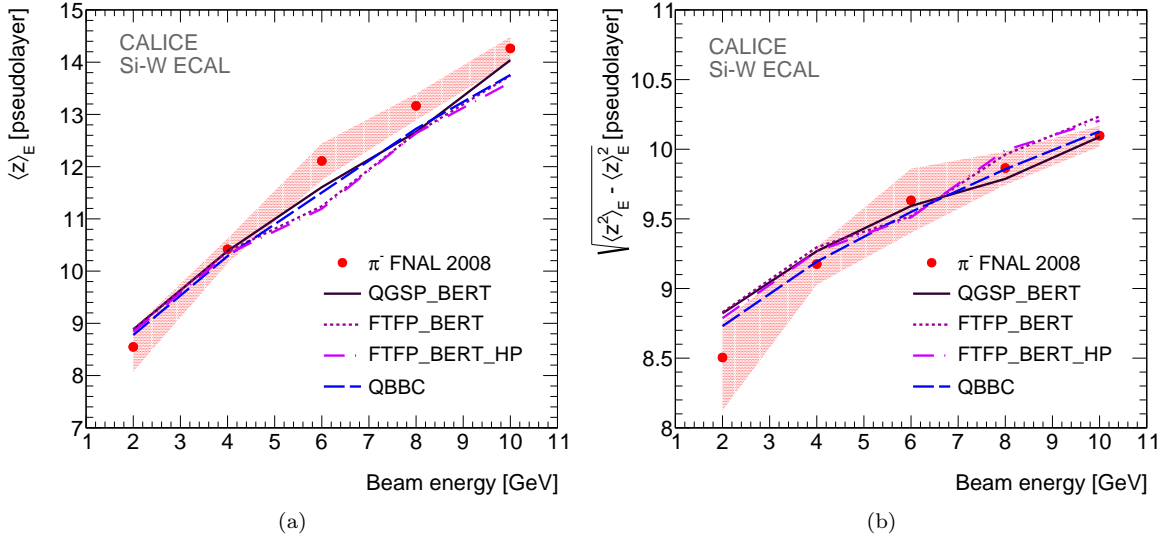 15
14
13
12
11
10
9
8
7
⟨z⟩_E [pseudolayer]
CALICE
Si-W ECAL
π⁻ FNAL 2008
QGSP_BERT
FTFP_BERT
FTFP_BERT_HP
QBBC
1 2 3 4 5 6 7 8 9 10 11
Beam energy [GeV]
(a)
11
10.5
10
9.5
9
8.5
8
√⟨z²⟩_E - ⟨z⟩²_E [pseudolayer]
CALICE
Si-W ECAL
π⁻ FNAL 2008
QGSP_BERT
FTFP_BERT
FTFP_BERT_HP
QBBC
1 2 3 4 5 6 7 8 9 10 11
Beam energy [GeV]
(b)